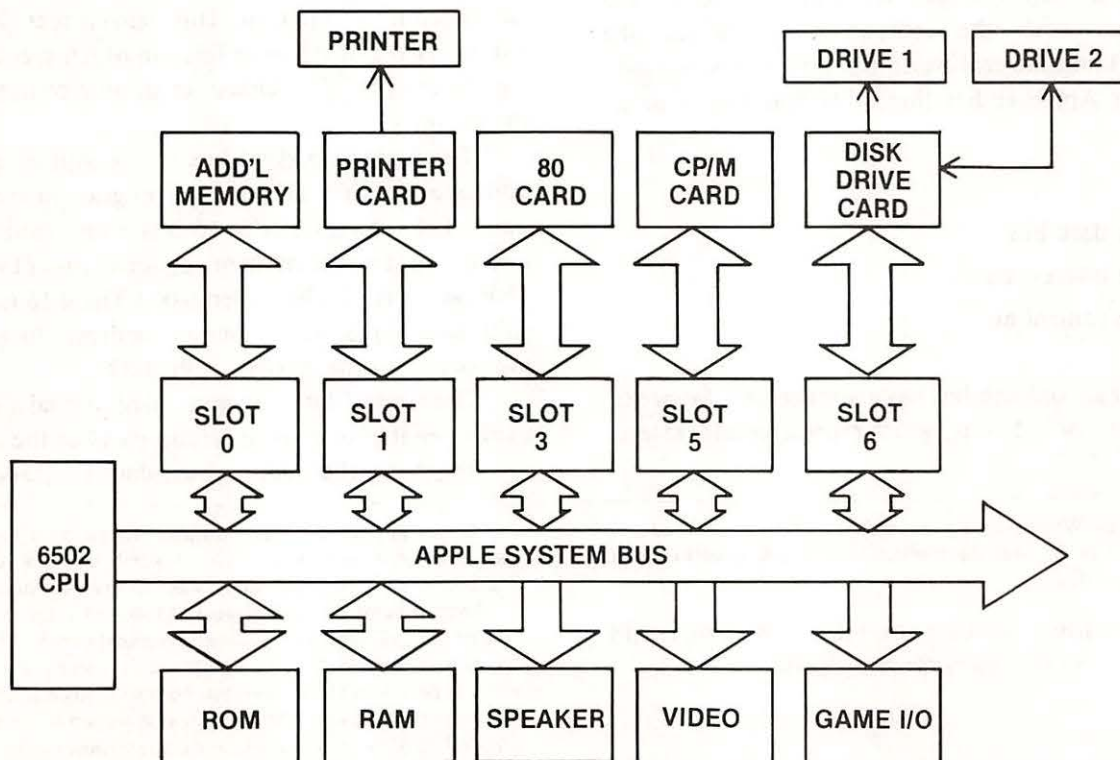 PRINTER
DRIVE 1
DRIVE 2
ADD'L
MEMORY
PRINTER
CARD
80
CARD
CP/M
CARD
DISK
DRIVE
CARD
SLOT
0
SLOT
1
SLOT
3
SLOT
5
SLOT
6
6502
CPU
APPLE SYSTEM BUS
ROM
RAM
SPEAKER
VIDEO
GAME I/O